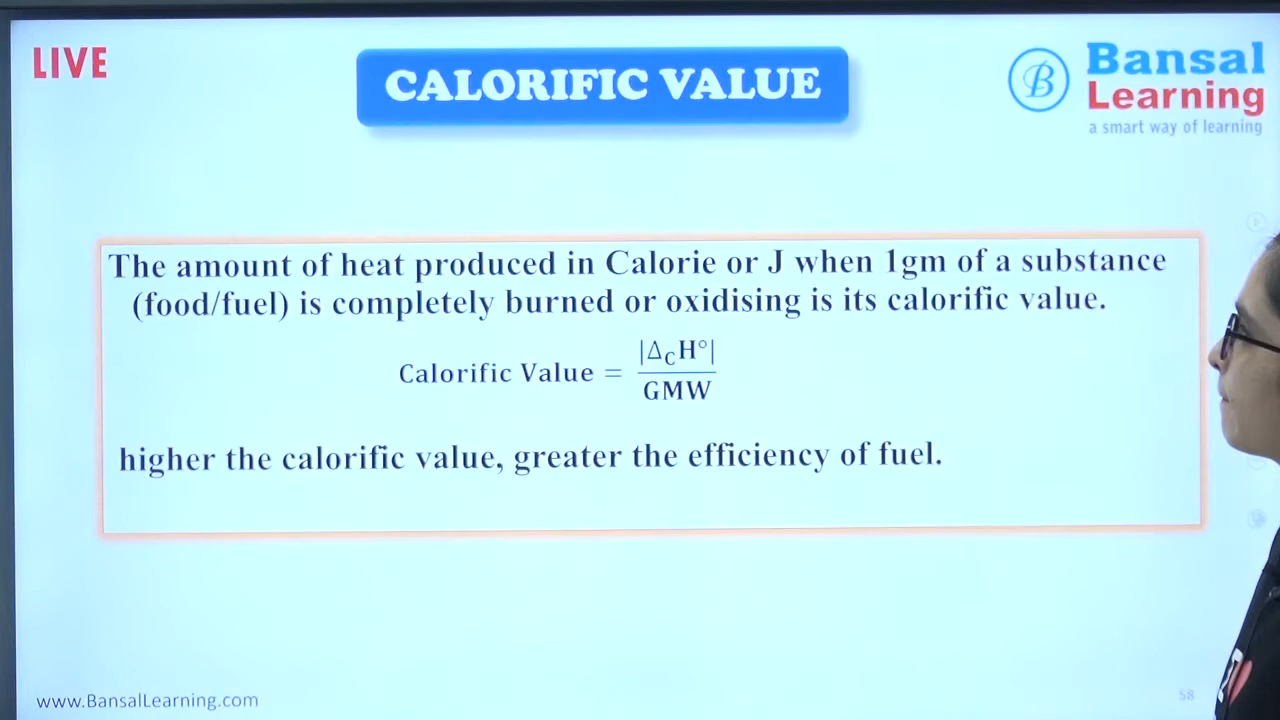 LIVE
CALORIFIC VALUE
B
Bansal
Learning
a smart way of learning
The amount of heat produced in Calorie or J when 1gm of a substance
(food/fuel) is completely burned or oxidising is its calorific value.
Calorific Value = |ΔCH°| / GMW
higher the calorific value, greater the efficiency of fuel.
www.BansalLearning.com
58